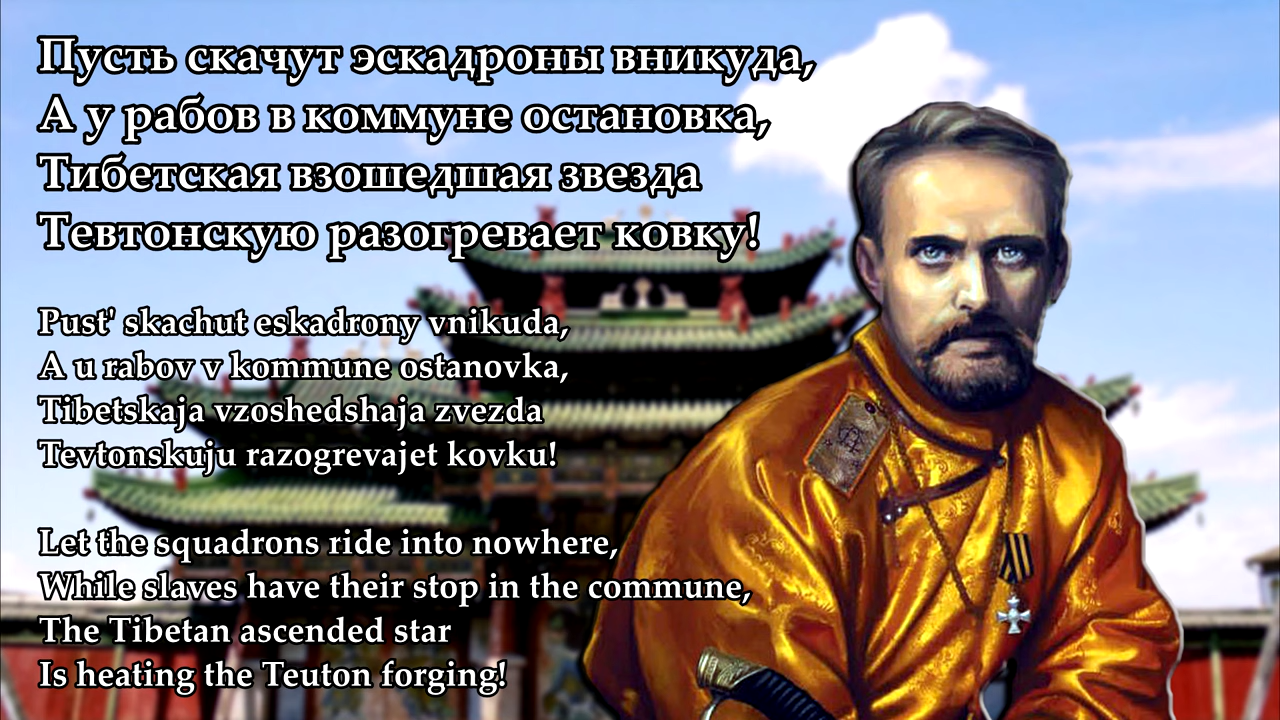 Пусть скачут эскадроны вникуда,
А у рабов в коммуне остановка,
Тибетская взошедшая звезда
Тевтонскую разогревает ковку!
Pust' skachut eskadrony vnikuda,
A u rabov v kommune ostanovka,
Tibetskaja vzoshedshaja zvezda
Tevtonskuju razogrevajet kovku!
Let the squadrons ride into nowhere,
While slaves have their stop in the commune,
The Tibetan ascended star
Is heating the Teuton forging!